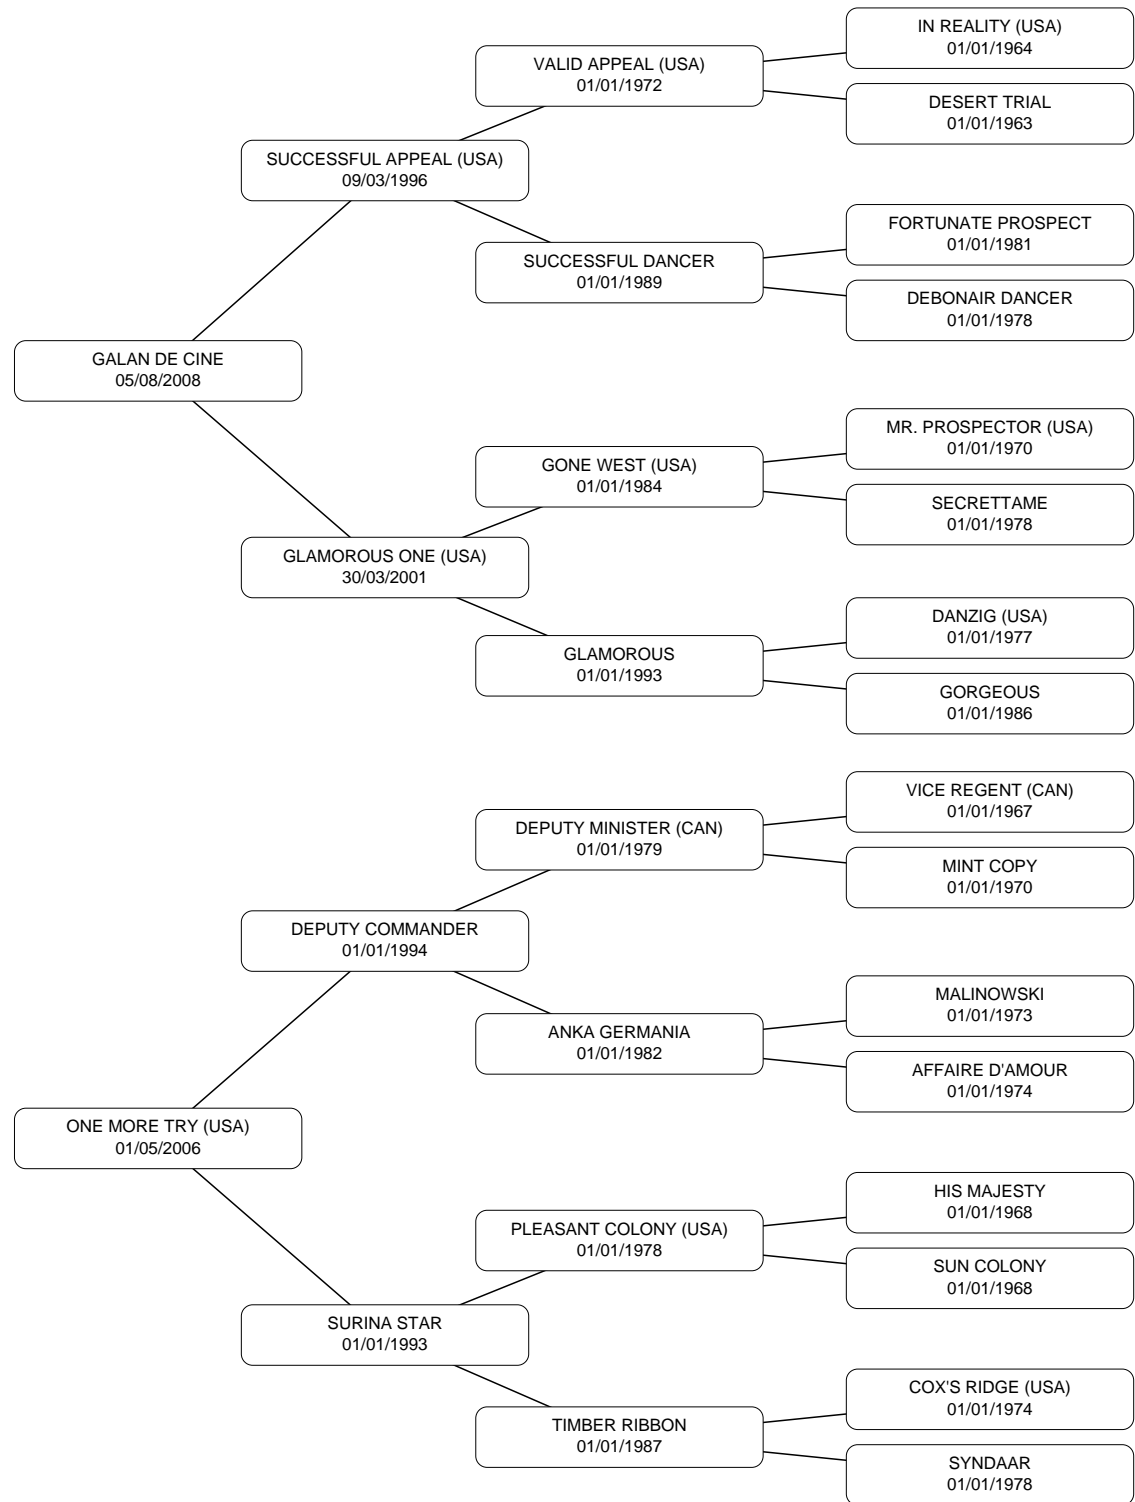 IN REALITY (USA)
01/01/1964
VALID APPEAL (USA)
01/01/1972
DESERT TRIAL
01/01/1963
SUCCESSFUL APPEAL (USA)
09/03/1996
FORTUNATE PROSPECT
01/01/1981
SUCCESSFUL DANCER
01/01/1989
DEBONAIR DANCER
01/01/1978
GALAN DE CINE
05/08/2008
MR. PROSPECTOR (USA)
01/01/1970
GONE WEST (USA)
01/01/1984
SECRETTAME
01/01/1978
GLAMOROUS ONE (USA)
30/03/2001
DANZIG (USA)
01/01/1977
GLAMOROUS
01/01/1993
GORGEOUS
01/01/1986
VICE REGENT (CAN)
01/01/1967
DEPUTY MINISTER (CAN)
01/01/1979
MINT COPY
01/01/1970
DEPUTY COMMANDER
01/01/1994
MALINOWSKI
01/01/1973
ANKA GERMANIA
01/01/1982
AFFAIRE D'AMOUR
01/01/1974
ONE MORE TRY (USA)
01/05/2006
HIS MAJESTY
01/01/1968
PLEASANT COLONY (USA)
01/01/1978
SUN COLONY
01/01/1968
SURINA STAR
01/01/1993
COX'S RIDGE (USA)
01/01/1974
TIMBER RIBBON
01/01/1987
SYNDAAR
01/01/1978